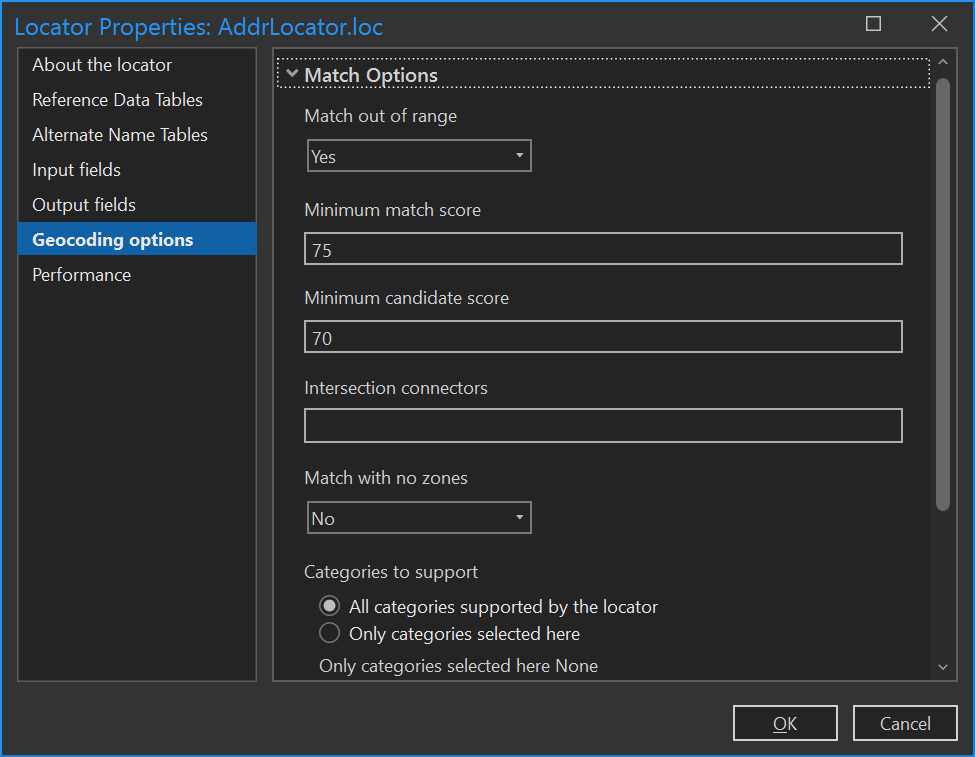 Locator Properties: AddrLocator.loc
About the locator
Reference Data Tables
Alternate Name Tables
Input fields
Output fields
Geocoding options
Performance
Match Options
Match out of range
Yes
Minimum match score
75
Minimum candidate score
70
Intersection connectors
Match with no zones
No
Categories to support
All categories supported by the locator
Only categories selected here
Only categories selected here None
OK
Cancel